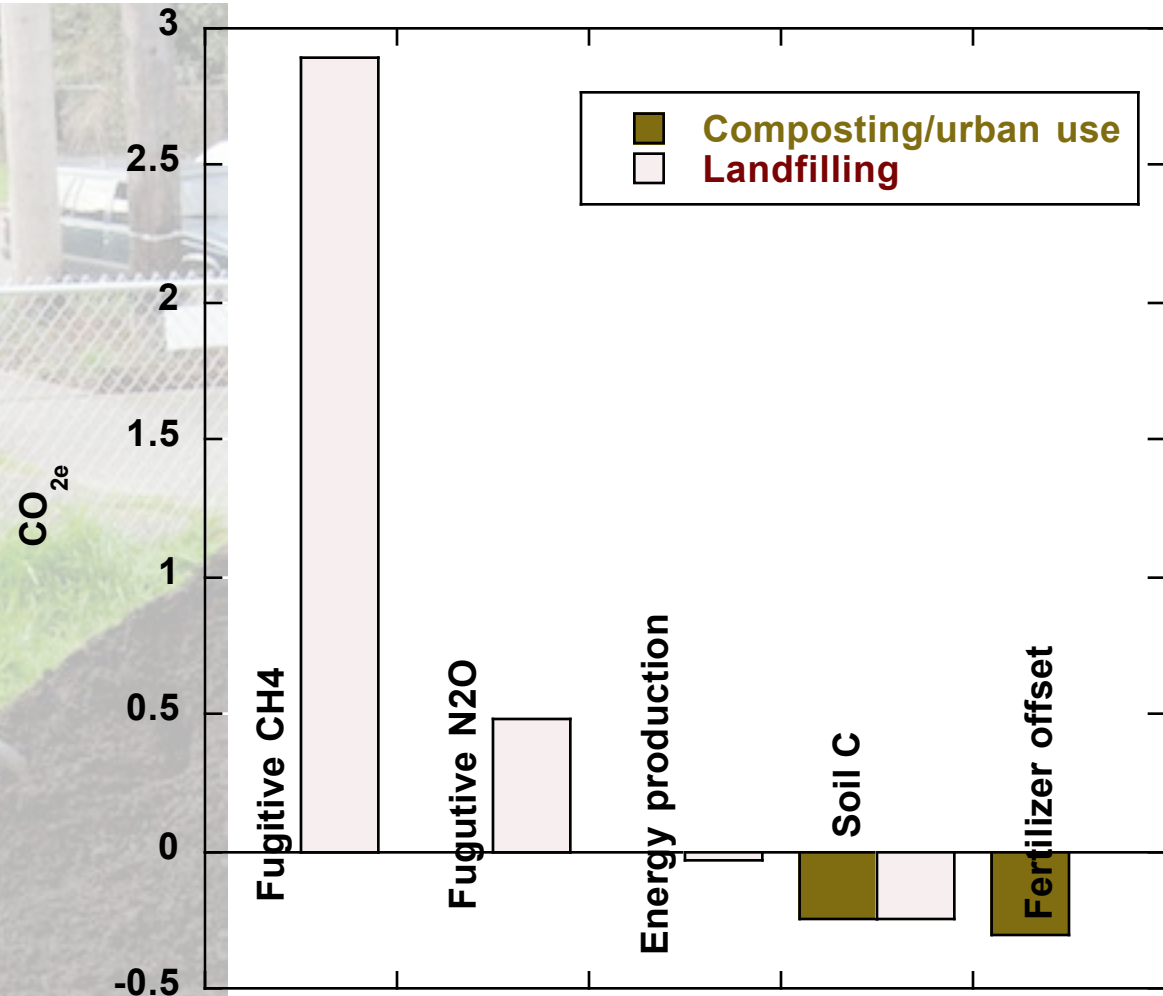 3
2.5
2
1.5
1
0.5
0
-0.5
CO2e
Composting/urban use
Landfilling
Fugitive CH4
Fugutive N2O
Energy production
Soil C
Fertilizer offset